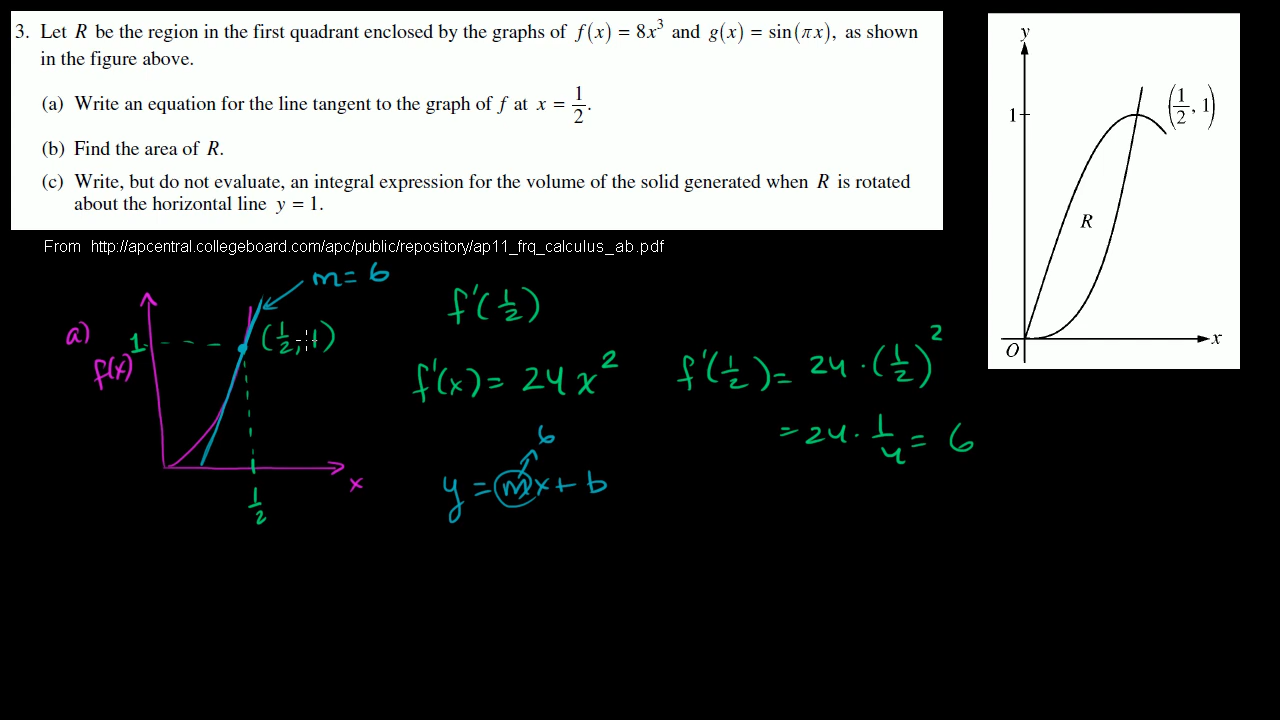 3. Let R be the region in the first quadrant enclosed by the graphs of f(x) = 8x³ and g(x) = sin(πx), as shown
in the figure above.
(a) Write an equation for the line tangent to the graph of f at x = 1/2.
(b) Find the area of R.
(c) Write, but do not evaluate, an integral expression for the volume of the solid generated when R is rotated
about the horizontal line y = 1.
y
1
(1/2, 1)
R
O
x
From http://apcentral.collegeboard.com/apc/public/repository/ap11_frq_calculus_ab.pdf
m = 6
a)
f(x)
1
(1/2, 1)
x
1/2
f'(1/2)
f'(x) = 24x²
f'(1/2) = 24 · (1/2)²
= 24 · 1/4 = 6
6
y = mx + b